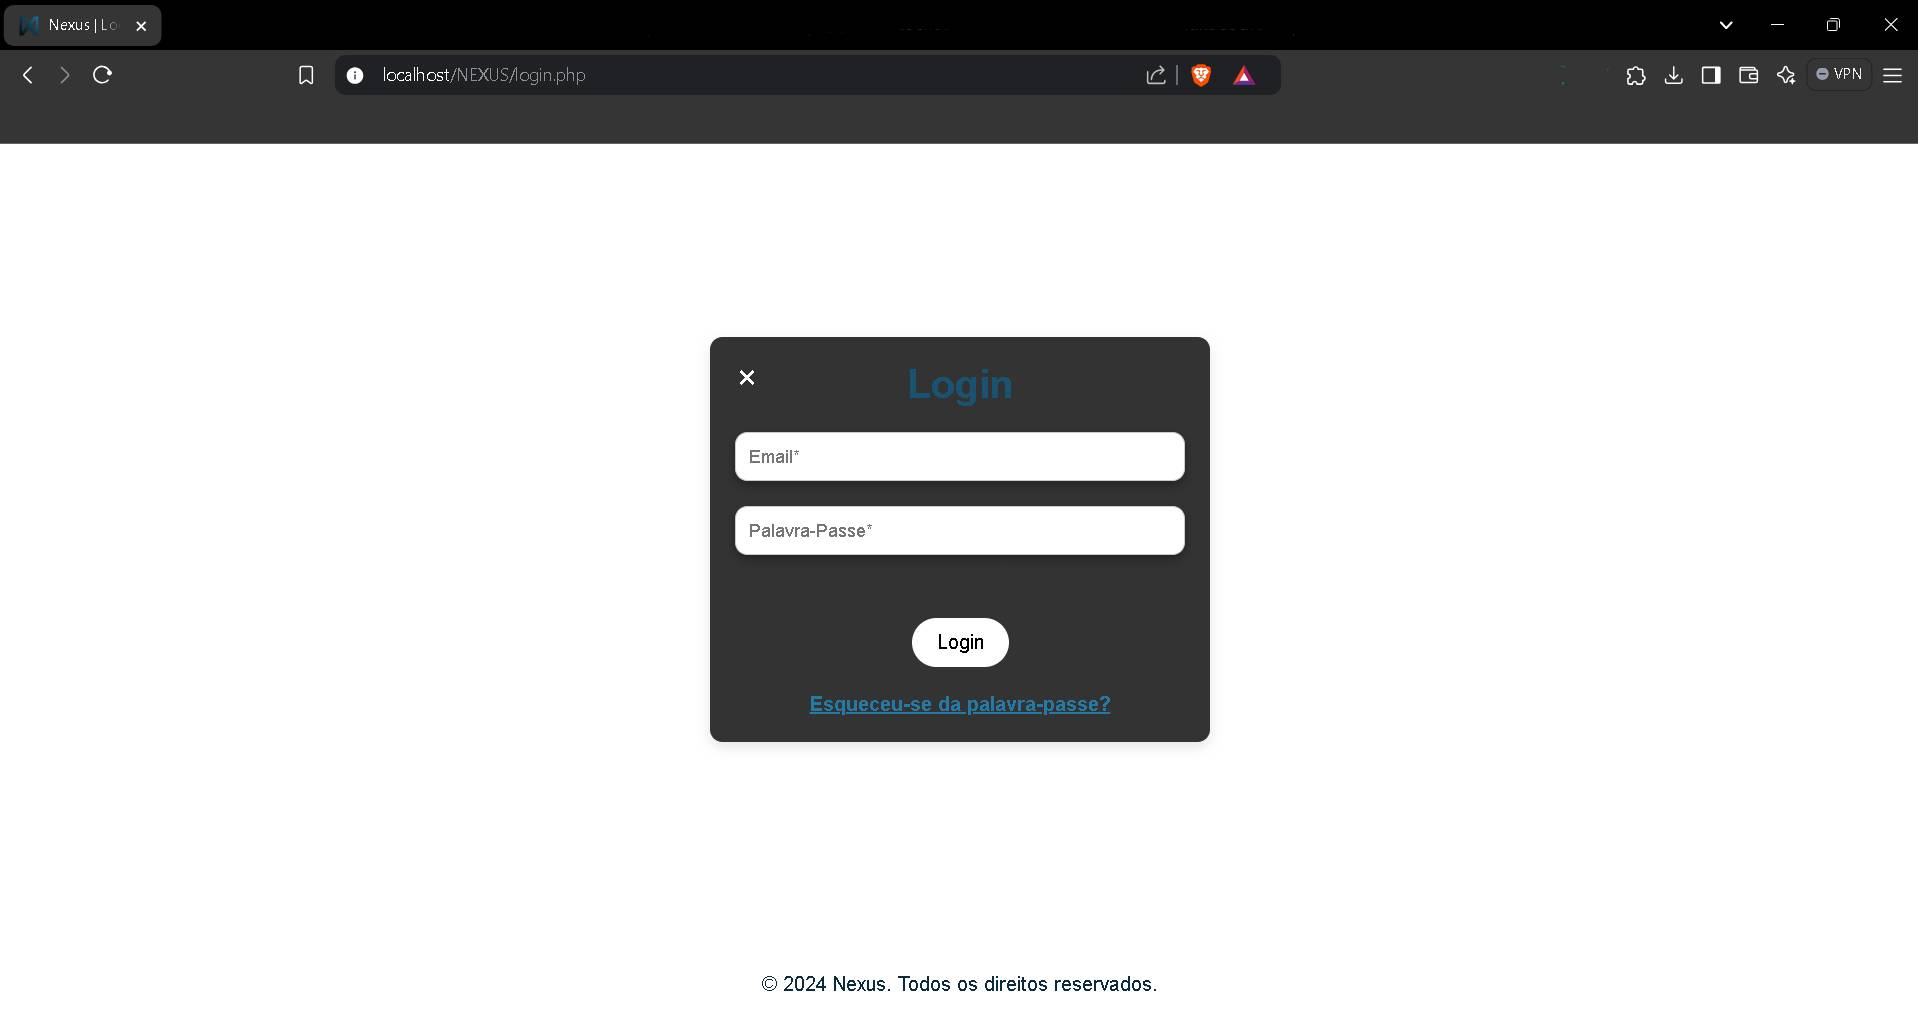 Nexus | Lo
localhost/NEXUS/login.php
VPN
Login
Email*
Palavra-Passe*
Login
Esqueceu-se da palavra-passe?
© 2024 Nexus. Todos os direitos reservados.